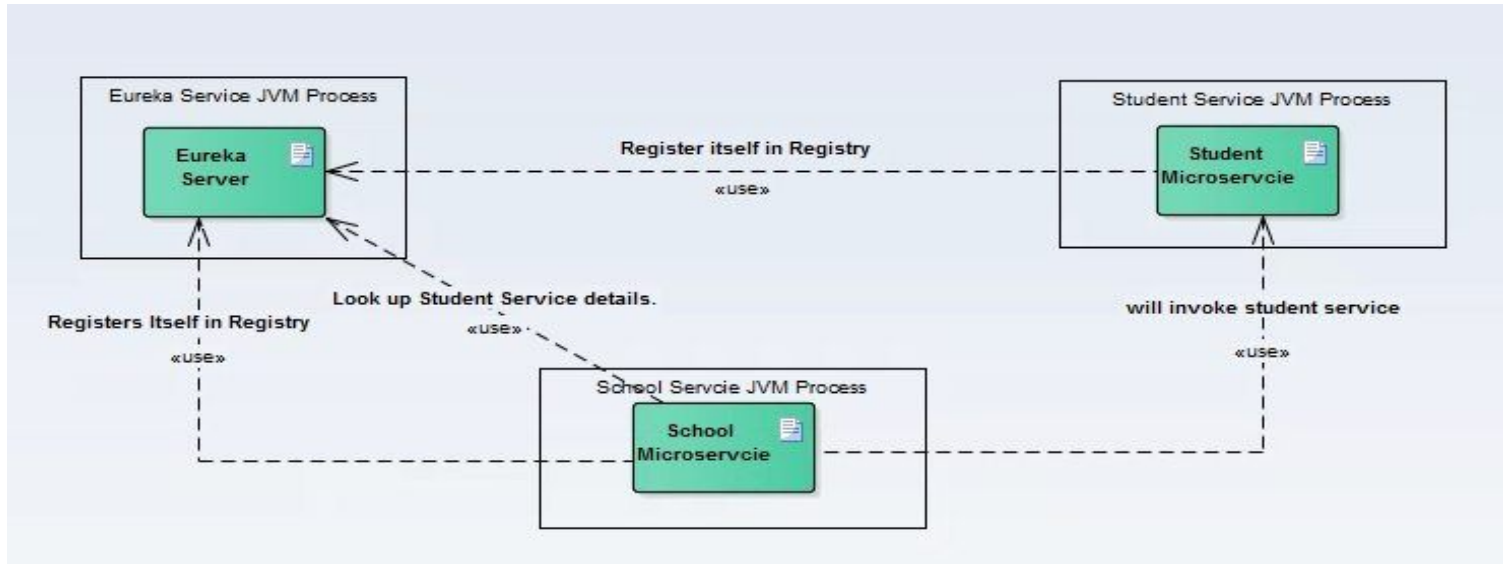 Eureka Service JVM Process
Eureka
Server
Student Service JVM Process
Student
Microservcie
Register itself in Registry
«use»
Look up Student Service details.
«use»
Registers Itself in Registry
«use»
will invoke student service
«use»
School Servcie JVM Process
School
Microservcie